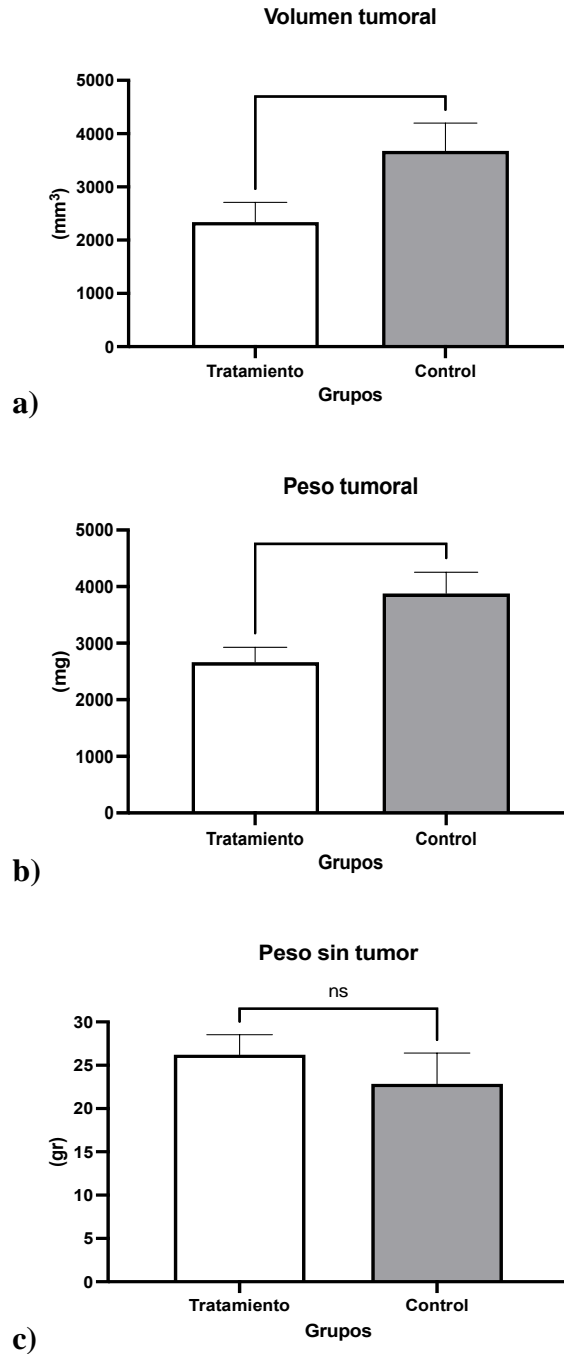 Volumen tumoral
5000
4000
3000
2000
1000
0
(mm³)
Tratamiento Control
Grupos
a)
Peso tumoral
5000
4000
3000
2000
1000
0
(mg)
Tratamiento Control
Grupos
b)
Peso sin tumor
ns
30
25
20
15
10
5
0
(gr)
Tratamiento Control
Grupos
c)